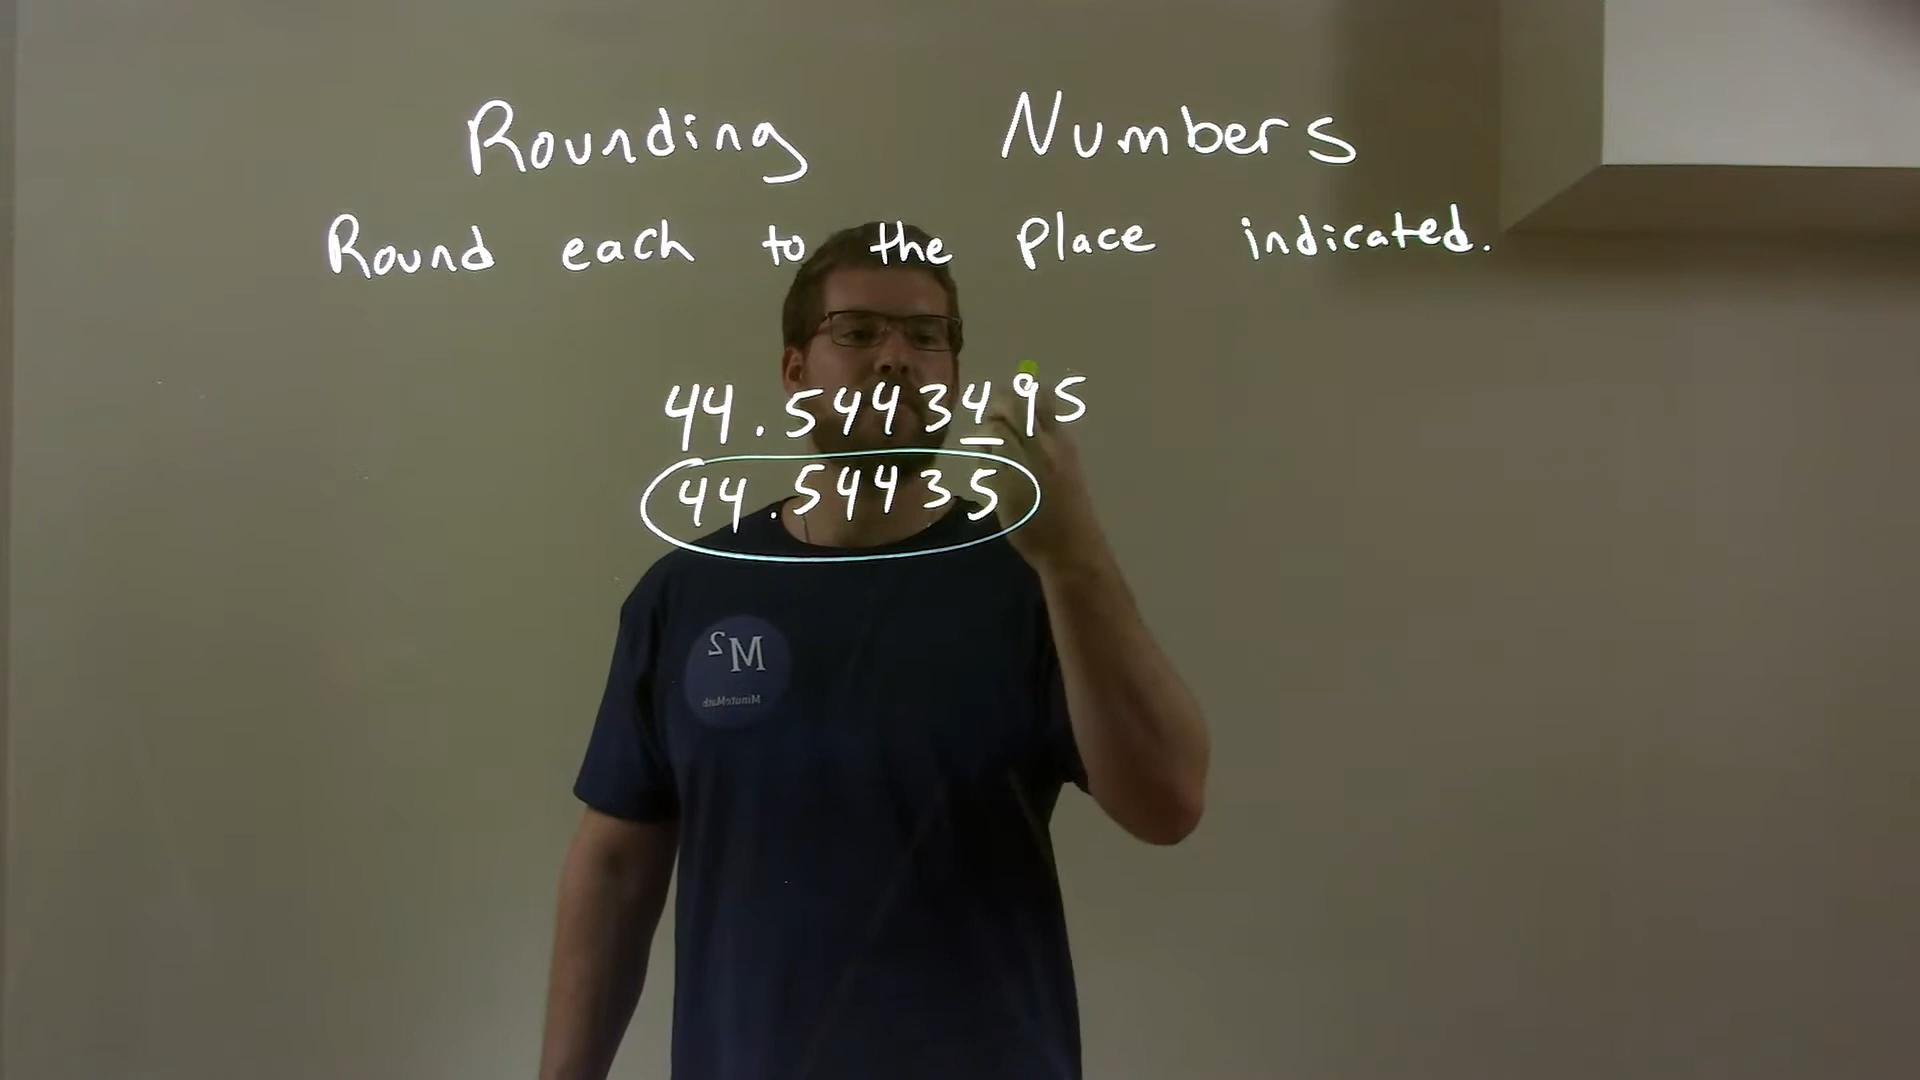 Rounding Numbers
Round each to the place indicated.
44.5443495
44.54435
M²
MinuteMath